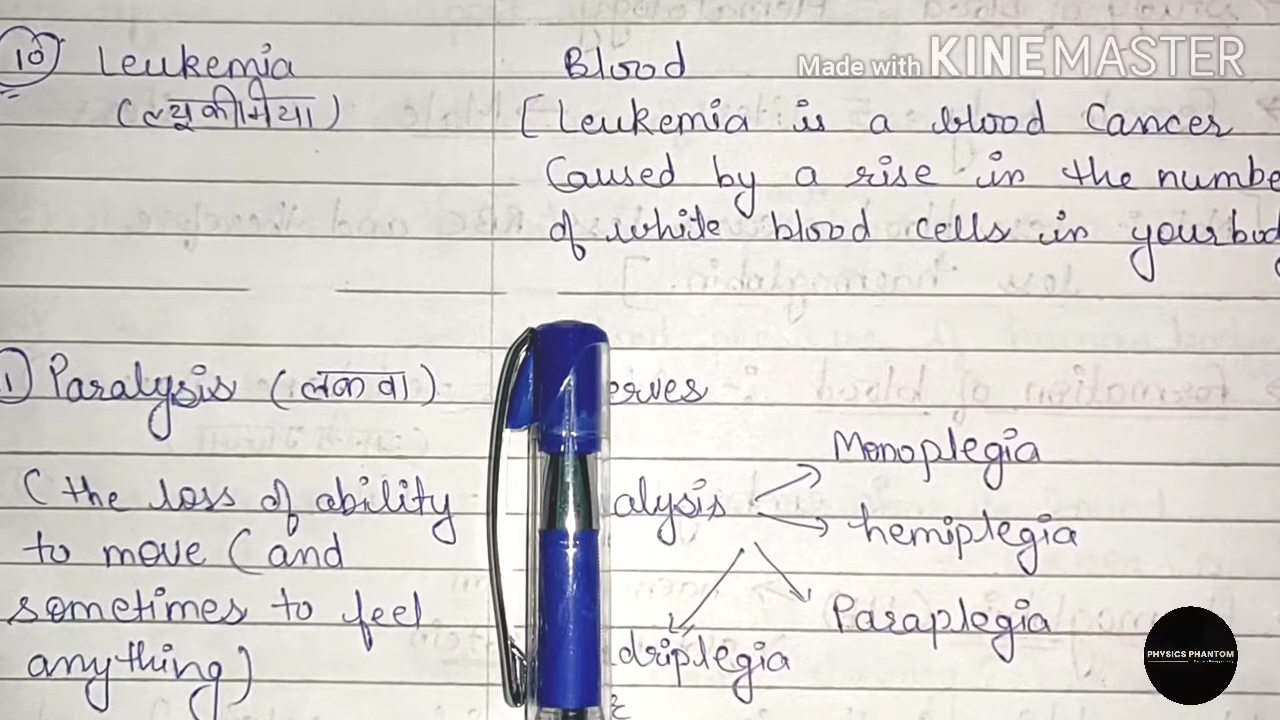 10 Leukemia Blood
(ल्यूकीमिया) [Leukemia is a blood cancer
caused by a rise in the numbe
of white blood cells in your bod
1 Paralysis (लकवा) erves
(the loss of ability
to move (and
sometimes to feel
anything)
alysis
Monoplegia
hemiplegia
Paraplegia
driplegia
Made with KINEMASTER
PHYSICS PHANTOM